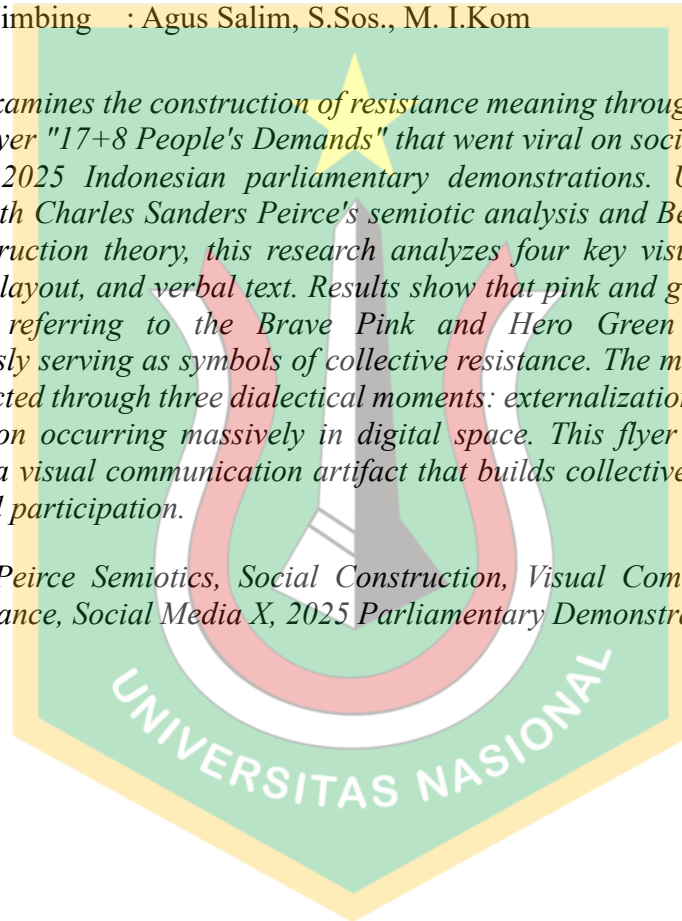 imbing : Agus Salim, S.Sos., M. I.Kom
amines the construction of resistance meaning throug
yer "17+8 People's Demands" that went viral on soci
2025 Indonesian parliamentary demonstrations. U
th Charles Sanders Peirce's semiotic analysis and Be
ruction theory, this research analyzes four key visu
layout, and verbal text. Results show that pink and g
referring to the Brave Pink and Hero Green
sly serving as symbols of collective resistance. The m
cted through three dialectical moments: externalization
on occurring massively in digital space. This flyer
a visual communication artifact that builds collective
l participation.
Peirce Semiotics, Social Construction, Visual Com
ance, Social Media X, 2025 Parliamentary Demonstra
UNIVERSITAS NASIONAL